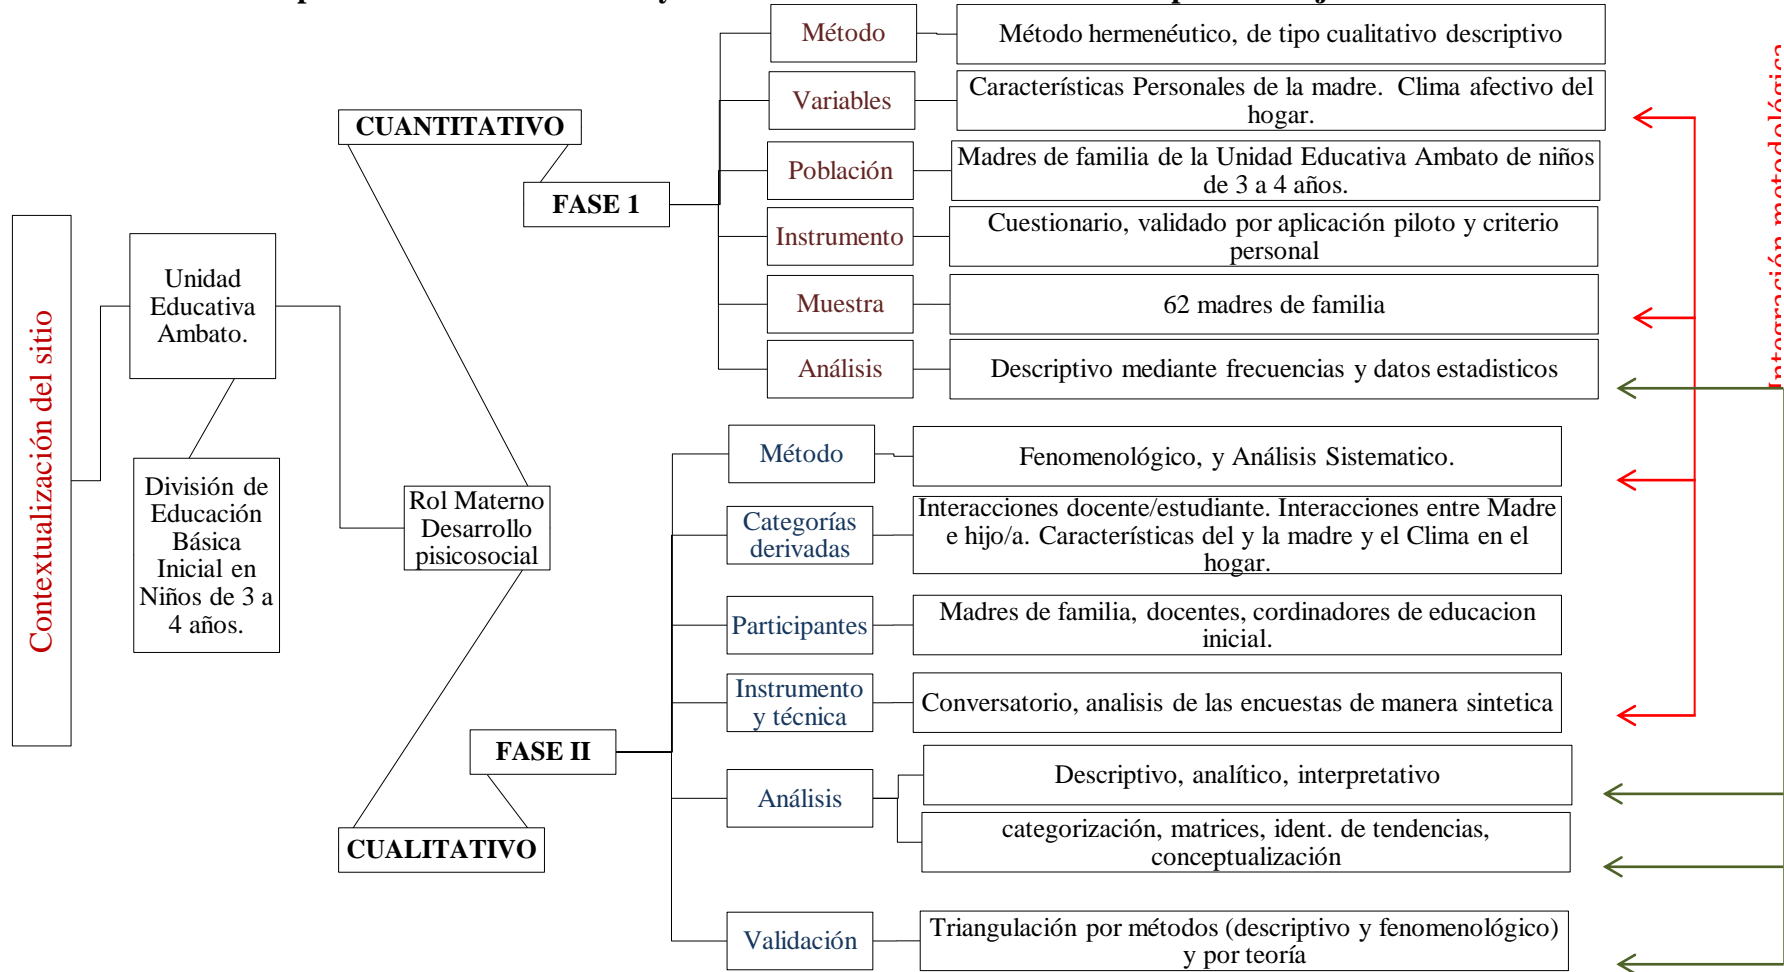 Contextualización del sitio
Unidad
Educativa
Ambato.
División de
Educación
Básica
Inicial en
Niños de 3 a
4 años.
Rol Materno
Desarrollo
pisicosocial
CUANTITATIVO
FASE 1
Método
Método hermenéutico, de tipo cualitativo descriptivo
Variables
Características Personales de la madre. Clima afectivo del
hogar.
Población
Madres de familia de la Unidad Educativa Ambato de niños
de 3 a 4 años.
Instrumento
Cuestionario, validado por aplicación piloto y criterio
personal
Muestra
62 madres de familia
Análisis
Descriptivo mediante frecuencias y datos estadisticos
CUALITATIVO
FASE II
Método
Fenomenológico, y Análisis Sistematico.
Categorías
derivadas
Interacciones docente/estudiante. Interacciones entre Madre
e hijo/a. Características del y la madre y el Clima en el
hogar.
Participantes
Madres de familia, docentes, cordinadores de educacion
inicial.
Instrumento
y técnica
Conversatorio, analisis de las encuestas de manera sintetica
Análisis
Descriptivo, analítico, interpretativo
categorización, matrices, ident. de tendencias,
conceptualización
Validación
Triangulación por métodos (descriptivo y fenomenológico)
y por teoría
Integración metodológica